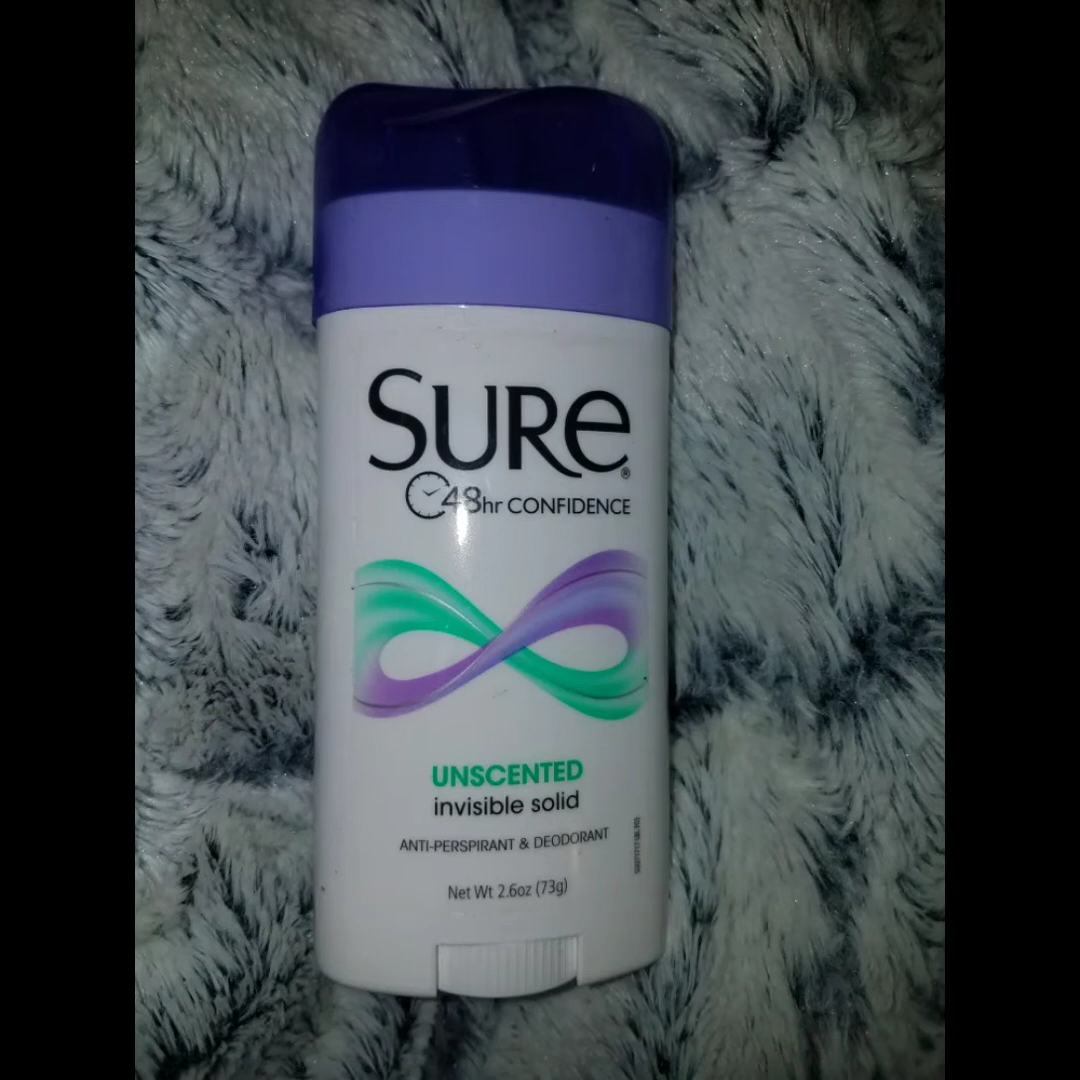 SURe®
48hr CONFIDENCE
UNSCENTED
invisible solid
ANTI-PERSPIRANT & DEODORANT
Net Wt 2.6oz (73g)